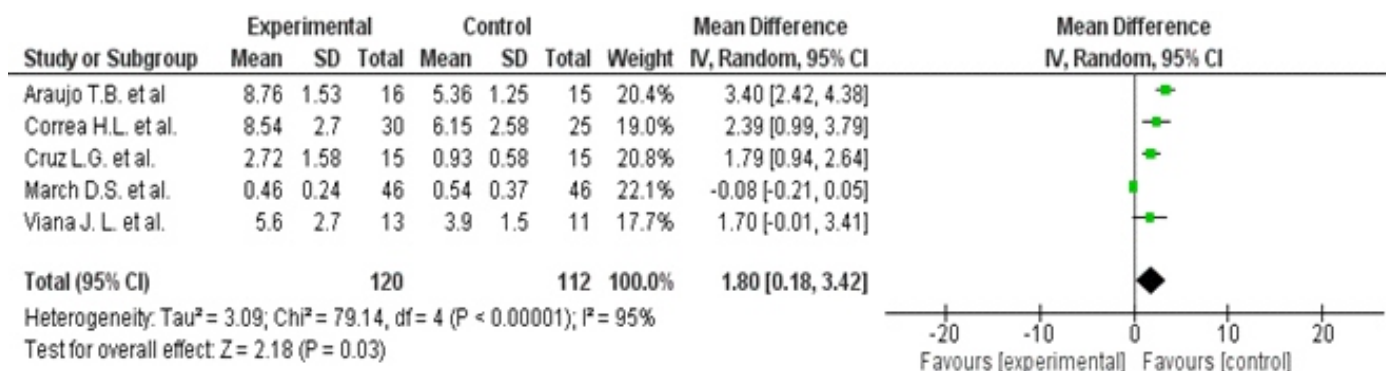 Experimental Control Mean Difference Mean Difference
Study or Subgroup Mean SD Total Mean SD Total Weight IV, Random, 95% CI IV, Random, 95% CI
Araujo T.B. et al 8.76 1.53 16 5.36 1.25 15 20.4% 3.40 [2.42, 4.38]
Correa H.L. et al. 8.54 2.7 30 6.15 2.58 25 19.0% 2.39 [0.99, 3.79]
Cruz L.G. et al. 2.72 1.58 15 0.93 0.58 15 20.8% 1.79 [0.94, 2.64]
March D.S. et al. 0.46 0.24 46 0.54 0.37 46 22.1% -0.08 [-0.21, 0.05]
Viana J. L. et al. 5.6 2.7 13 3.9 1.5 11 17.7% 1.70 [-0.01, 3.41]
Total (95% CI) 120 112 100.0% 1.80 [0.18, 3.42]
Heterogeneity: Tau² = 3.09; Chi² = 79.14, df = 4 (P < 0.00001); I² = 95%
Test for overall effect: Z = 2.18 (P = 0.03)
-20 -10 0 10 20
Favours [experimental] Favours [control]